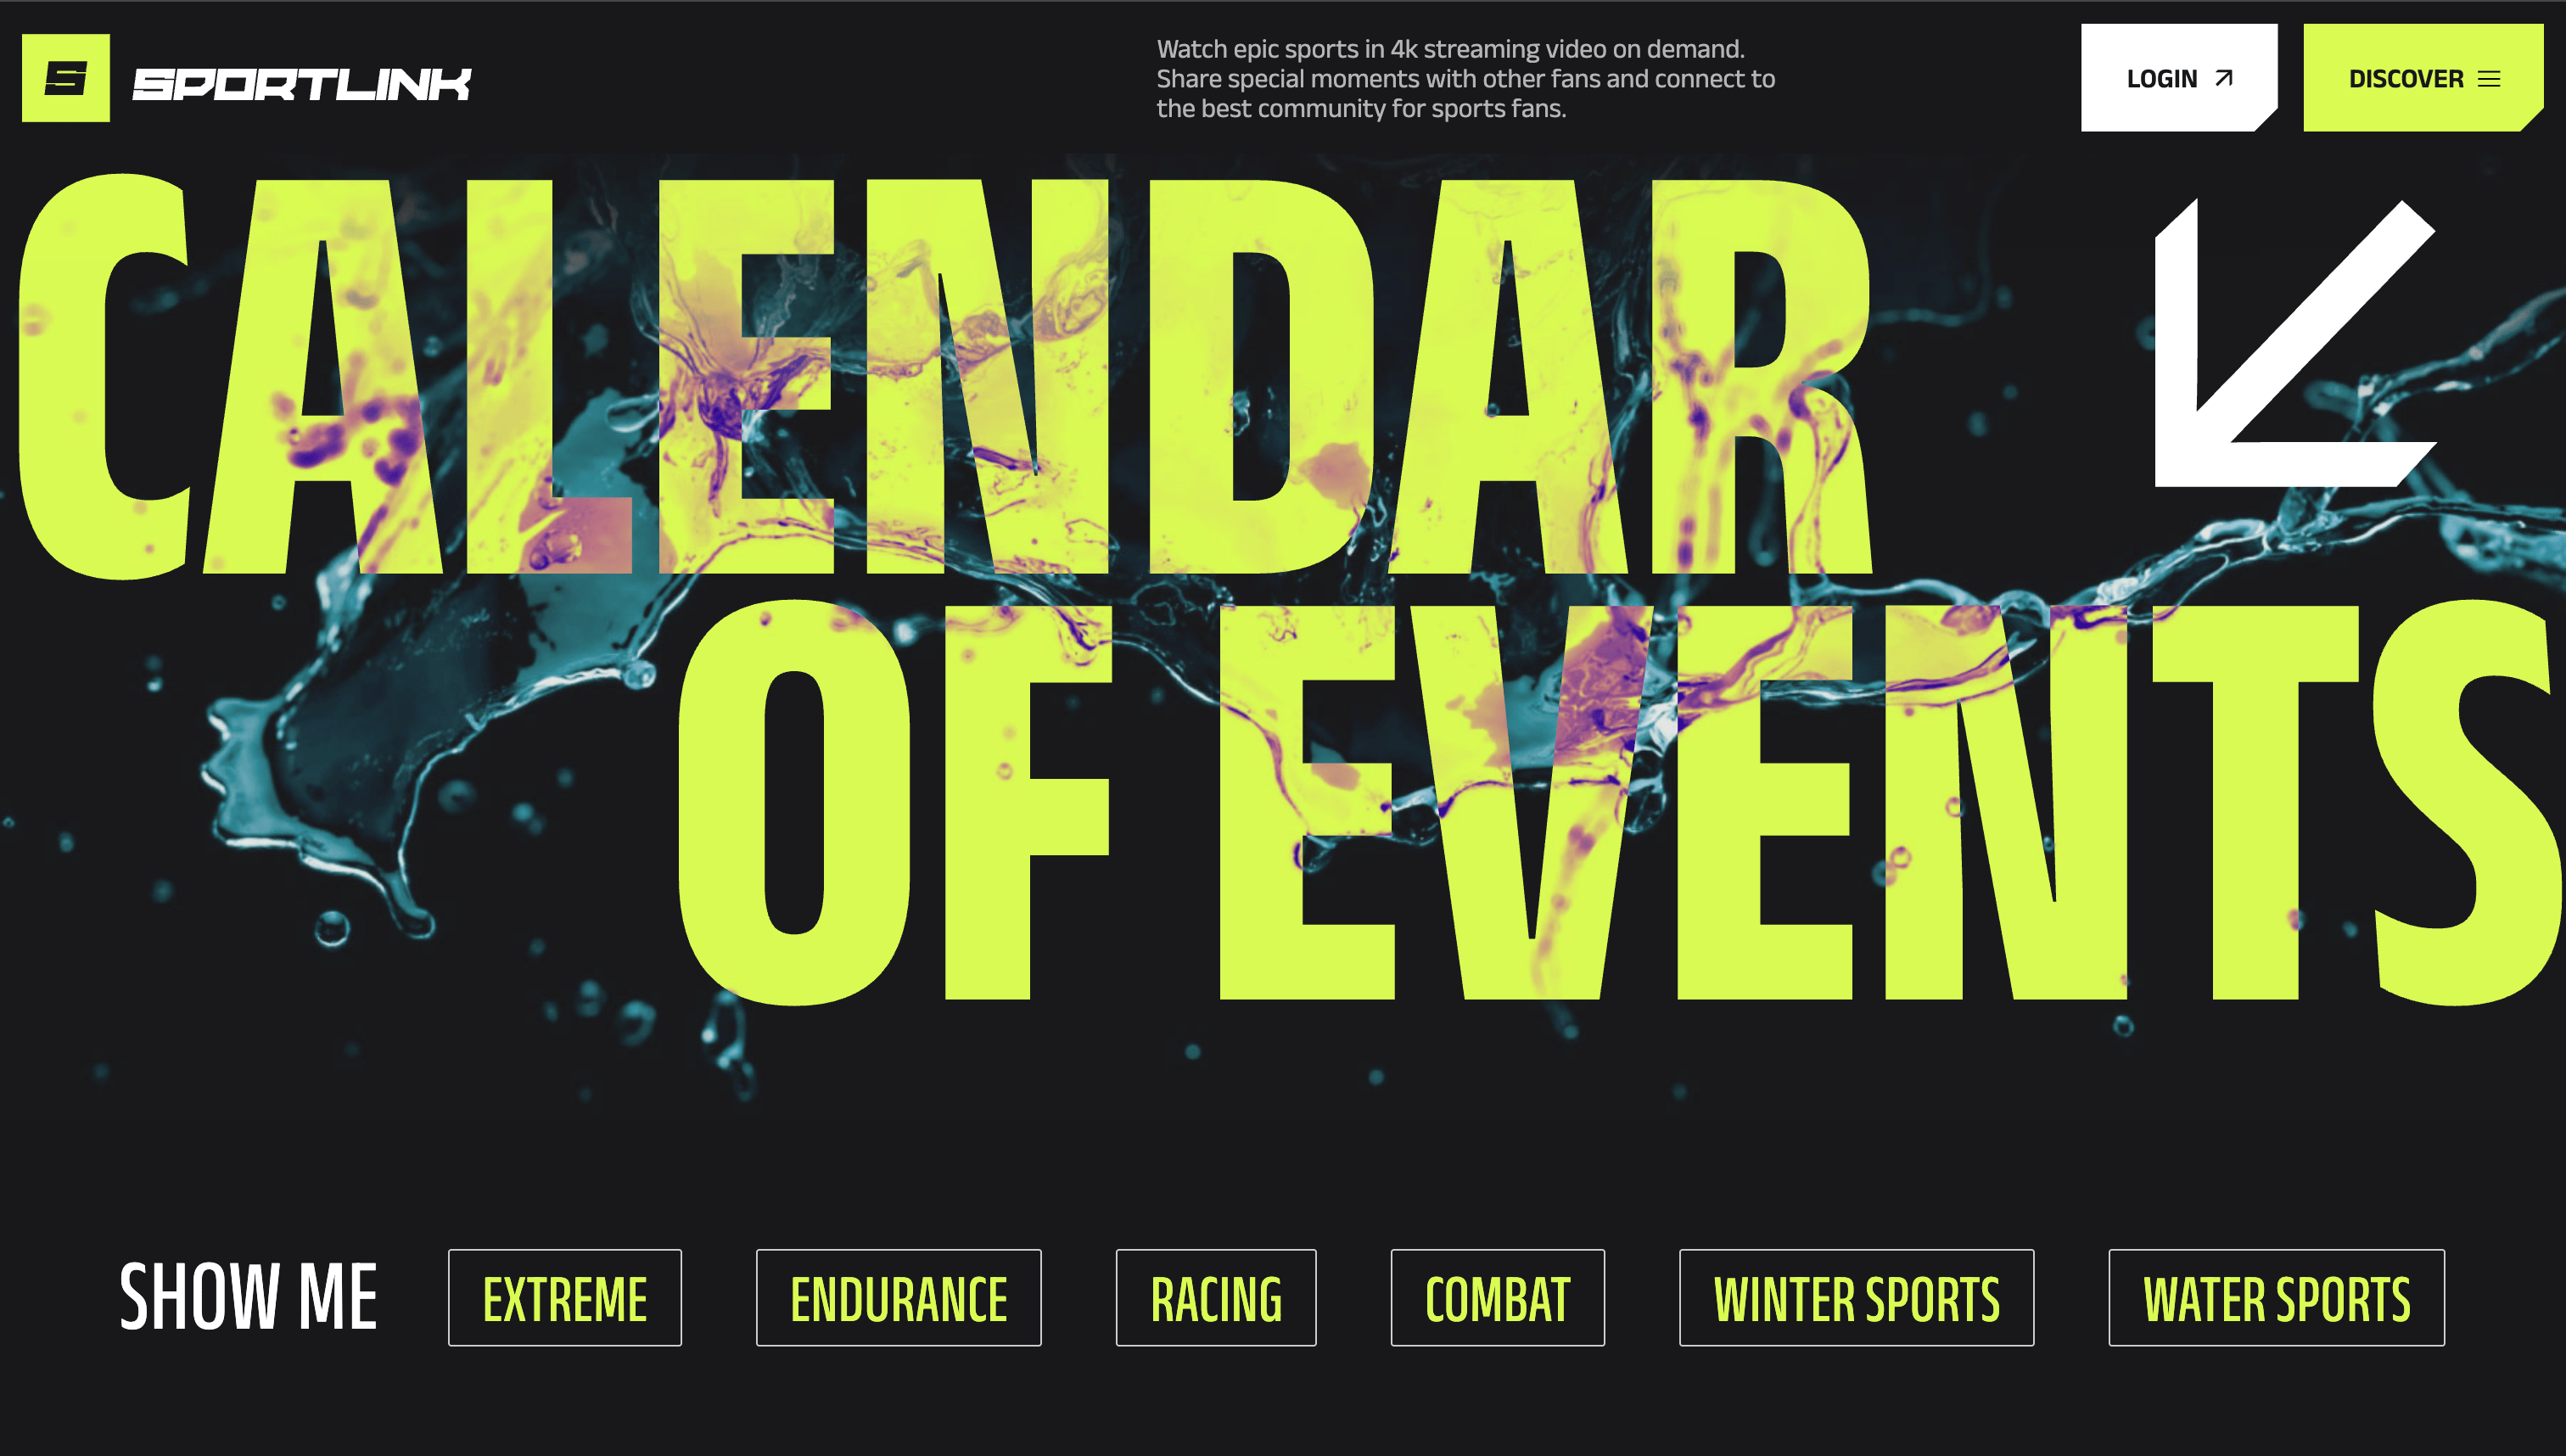 S SPORTLINK
Watch epic sports in 4k streaming video on demand.
Share special moments with other fans and connect to
the best community for sports fans.
LOGIN
DISCOVER
CALENDAR
OF EVENTS
SHOW ME
EXTREME
ENDURANCE
RACING
COMBAT
WINTER SPORTS
WATER SPORTS